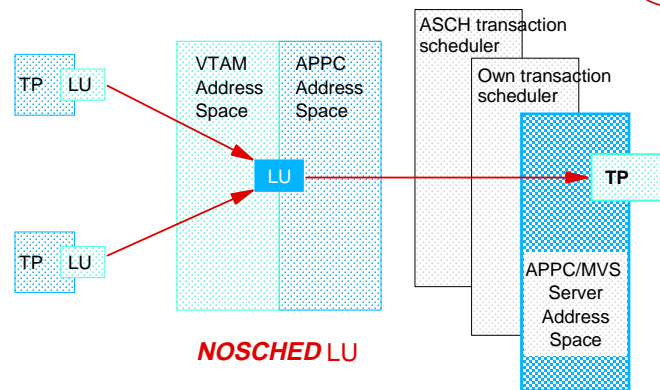 TP LU
VTAM
Address
Space
APPC
Address
Space
ASCH transaction
scheduler
Own transaction
scheduler
LU
TP
TP LU
APPC/MVS
Server
Address
Space
NOSCHED LU